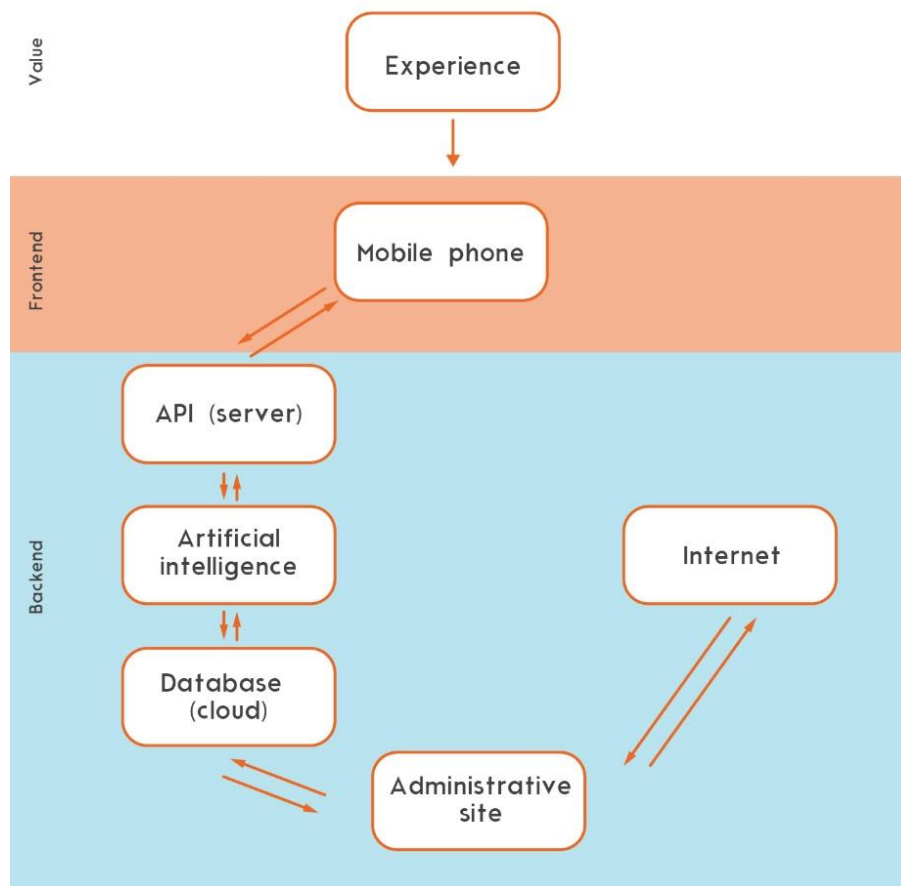 Value
Experience
Frontend
Mobile phone
Backend
API (server)
Artificial
intelligence
Internet
Database
(cloud)
Administrative
site